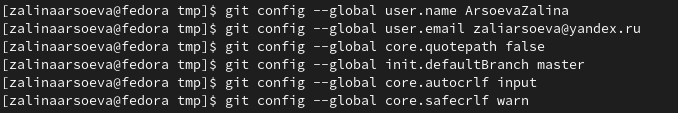 [zalinaarsoeva@fedora tmp]$ git config --global user.name ArsoevaZalina
[zalinaarsoeva@fedora tmp]$ git config --global user.email zaliarsoeva@yandex.ru
[zalinaarsoeva@fedora tmp]$ git config --global core.quotepath false
[zalinaarsoeva@fedora tmp]$ git config --global init.defaultBranch master
[zalinaarsoeva@fedora tmp]$ git config --global core.autocrlf input
[zalinaarsoeva@fedora tmp]$ git config --global core.safecrlf warn